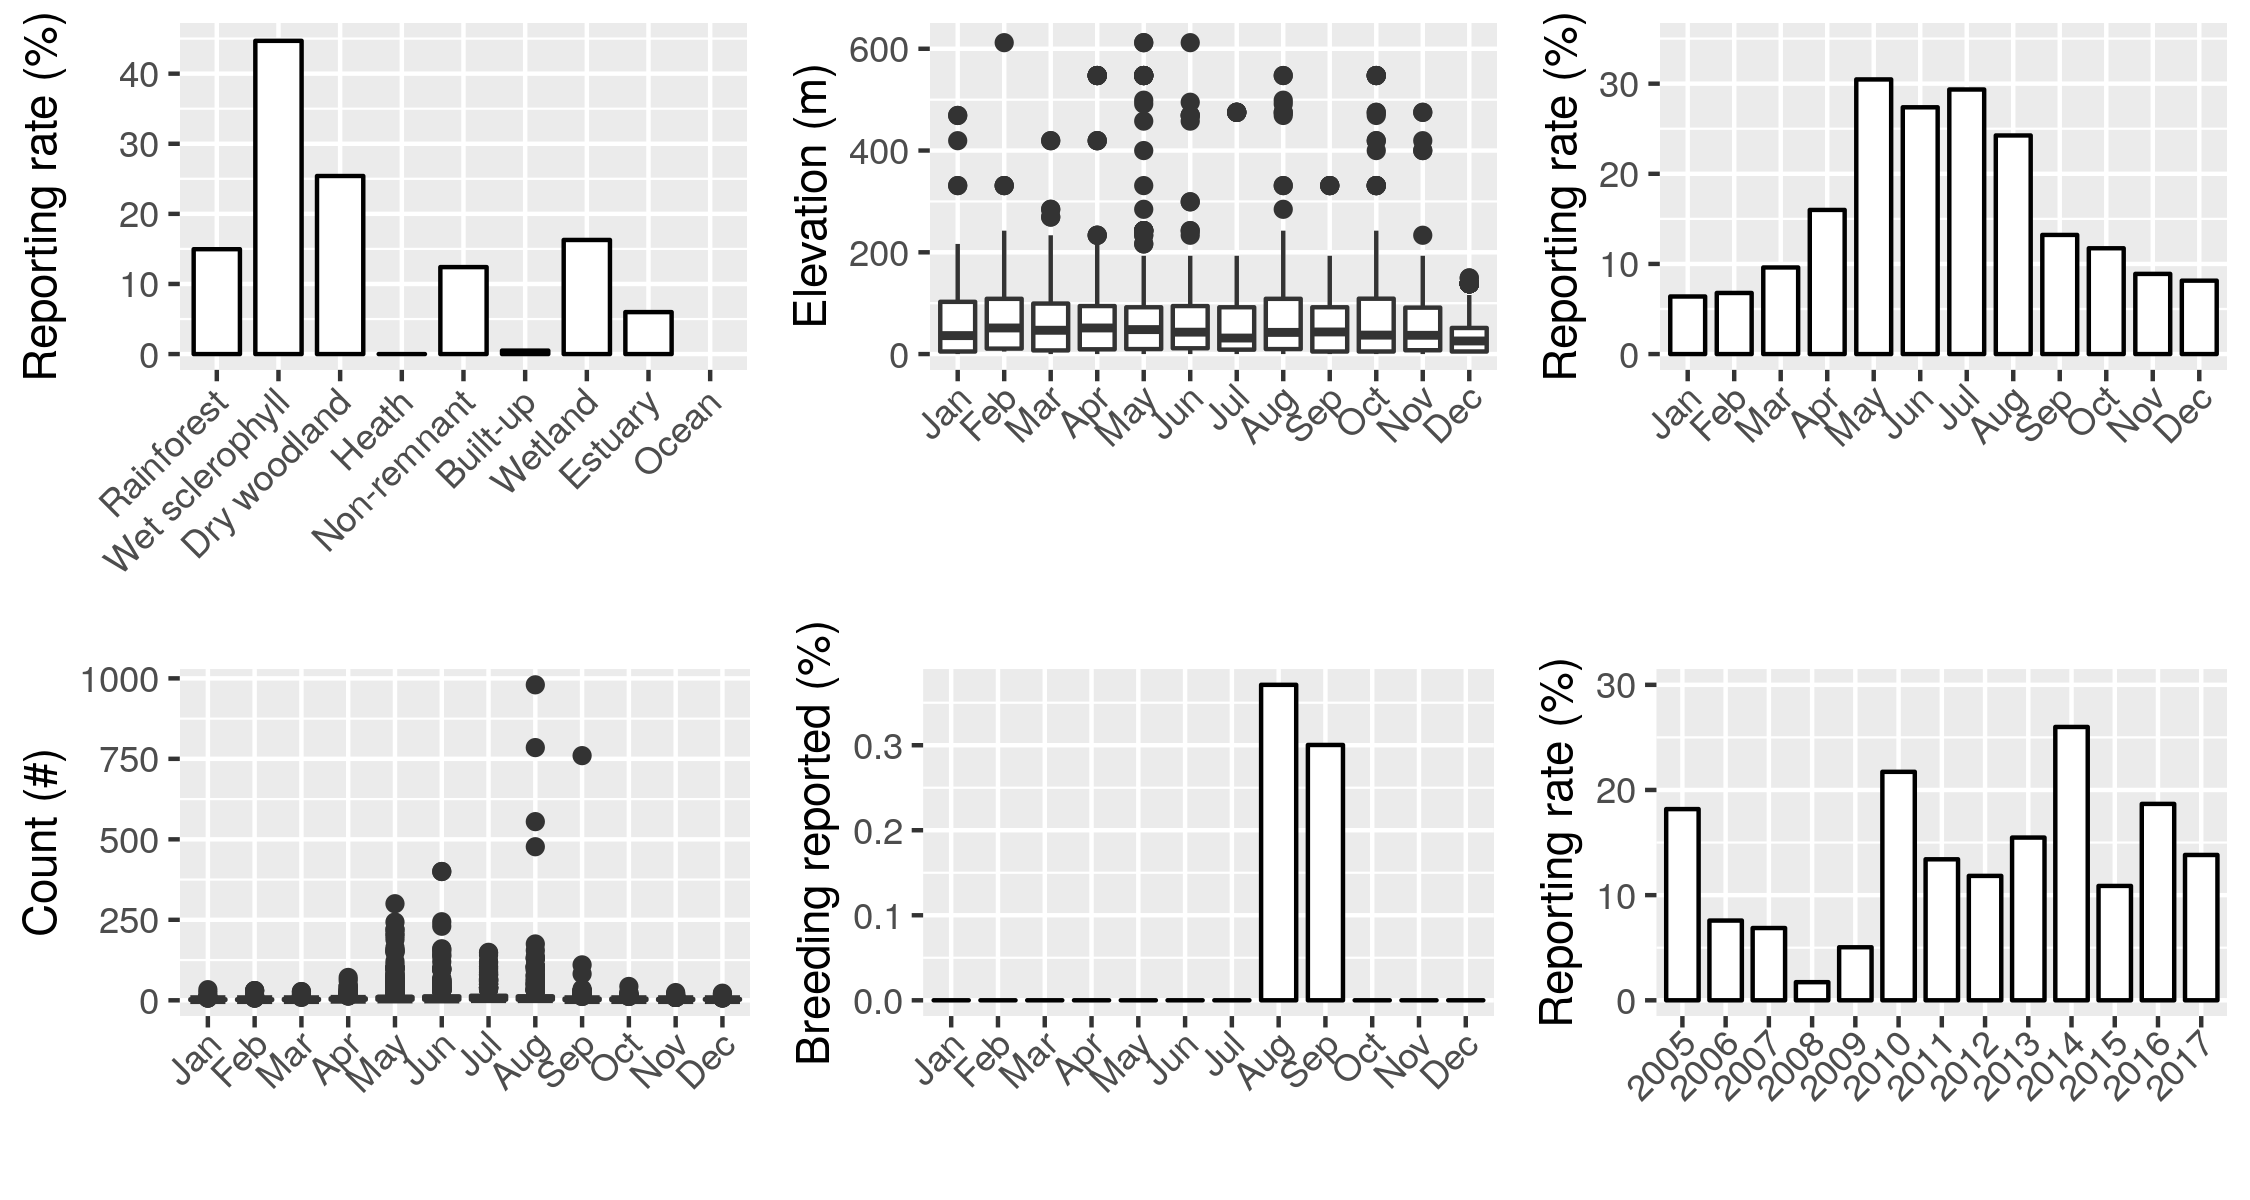 Reporting rate (%)
40
30
20
10
0
Rainforest
Wet sclerophyll
Dry woodland
Heath
Non-remnant
Built-up
Wetland
Estuary
Ocean
Elevation (m)
600
400
200
0
Jan
Feb
Mar
Apr
May
Jun
Jul
Aug
Sep
Oct
Nov
Dec
Reporting rate (%)
30
20
10
0
Jan
Feb
Mar
Apr
May
Jun
Jul
Aug
Sep
Oct
Nov
Dec
Count (#)
1000
750
500
250
0
Jan
Feb
Mar
Apr
May
Jun
Jul
Aug
Sep
Oct
Nov
Dec
Breeding reported (%)
0.3
0.2
0.1
0.0
Jan
Feb
Mar
Apr
May
Jun
Jul
Aug
Sep
Oct
Nov
Dec
Reporting rate (%)
30
20
10
0
2005
2006
2007
2008
2009
2010
2011
2012
2013
2014
2015
2016
2017